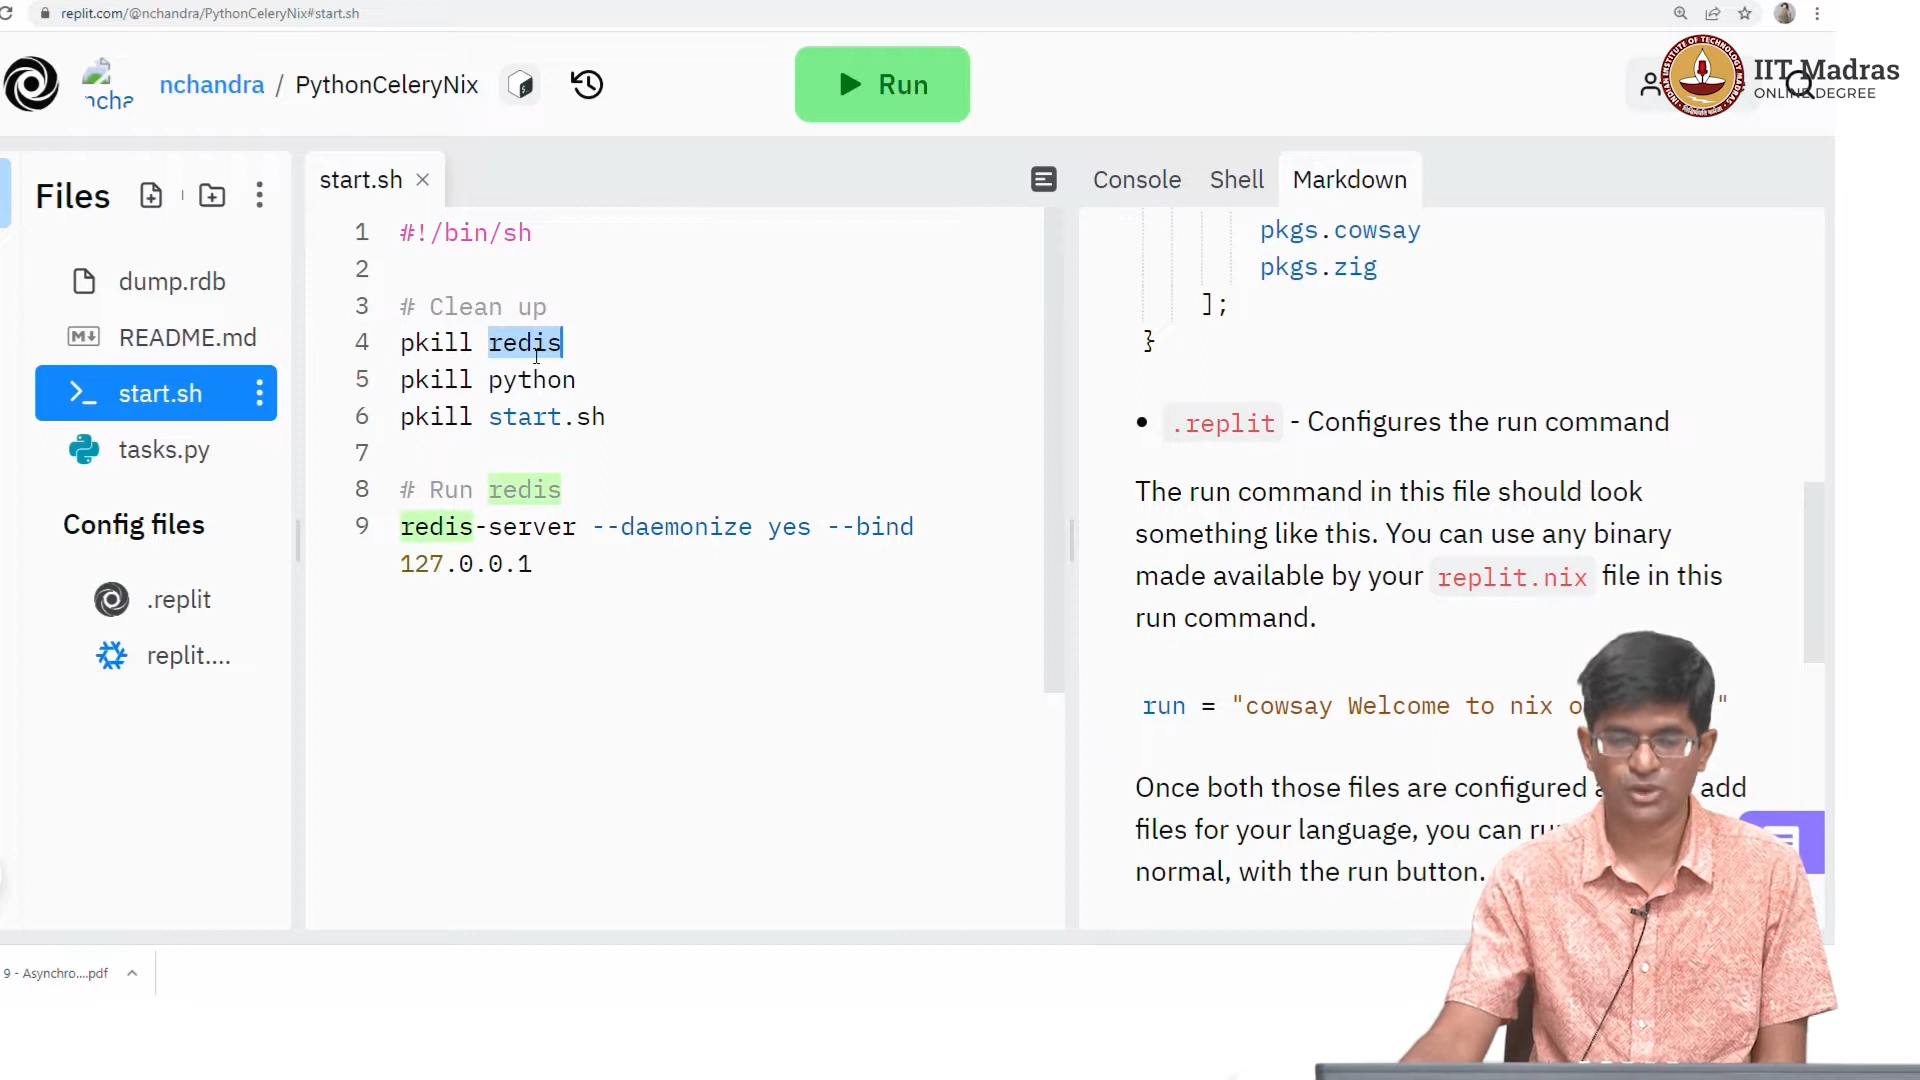 replit.com/@nchandra/PythonCeleryNix#start.sh
nchandra / PythonCeleryNix
Run
IIT Madras
ONLINE DEGREE
Files
dump.rdb
README.md
start.sh
tasks.py
Config files
.replit
replit....
start.sh
1 #!/bin/sh
2
3 # Clean up
4 pkill redis
5 pkill python
6 pkill start.sh
7
8 # Run redis
9 redis-server --daemonize yes --bind
127.0.0.1
Console Shell Markdown
pkgs.cowsay
pkgs.zig
];
}
• .replit - Configures the run command
The run command in this file should look
something like this. You can use any binary
made available by your replit.nix file in this
run command.
run = "cowsay Welcome to nix o "
Once both those files are configured add
files for your language, you can
normal, with the run button.
9 - Asynchro....pdf